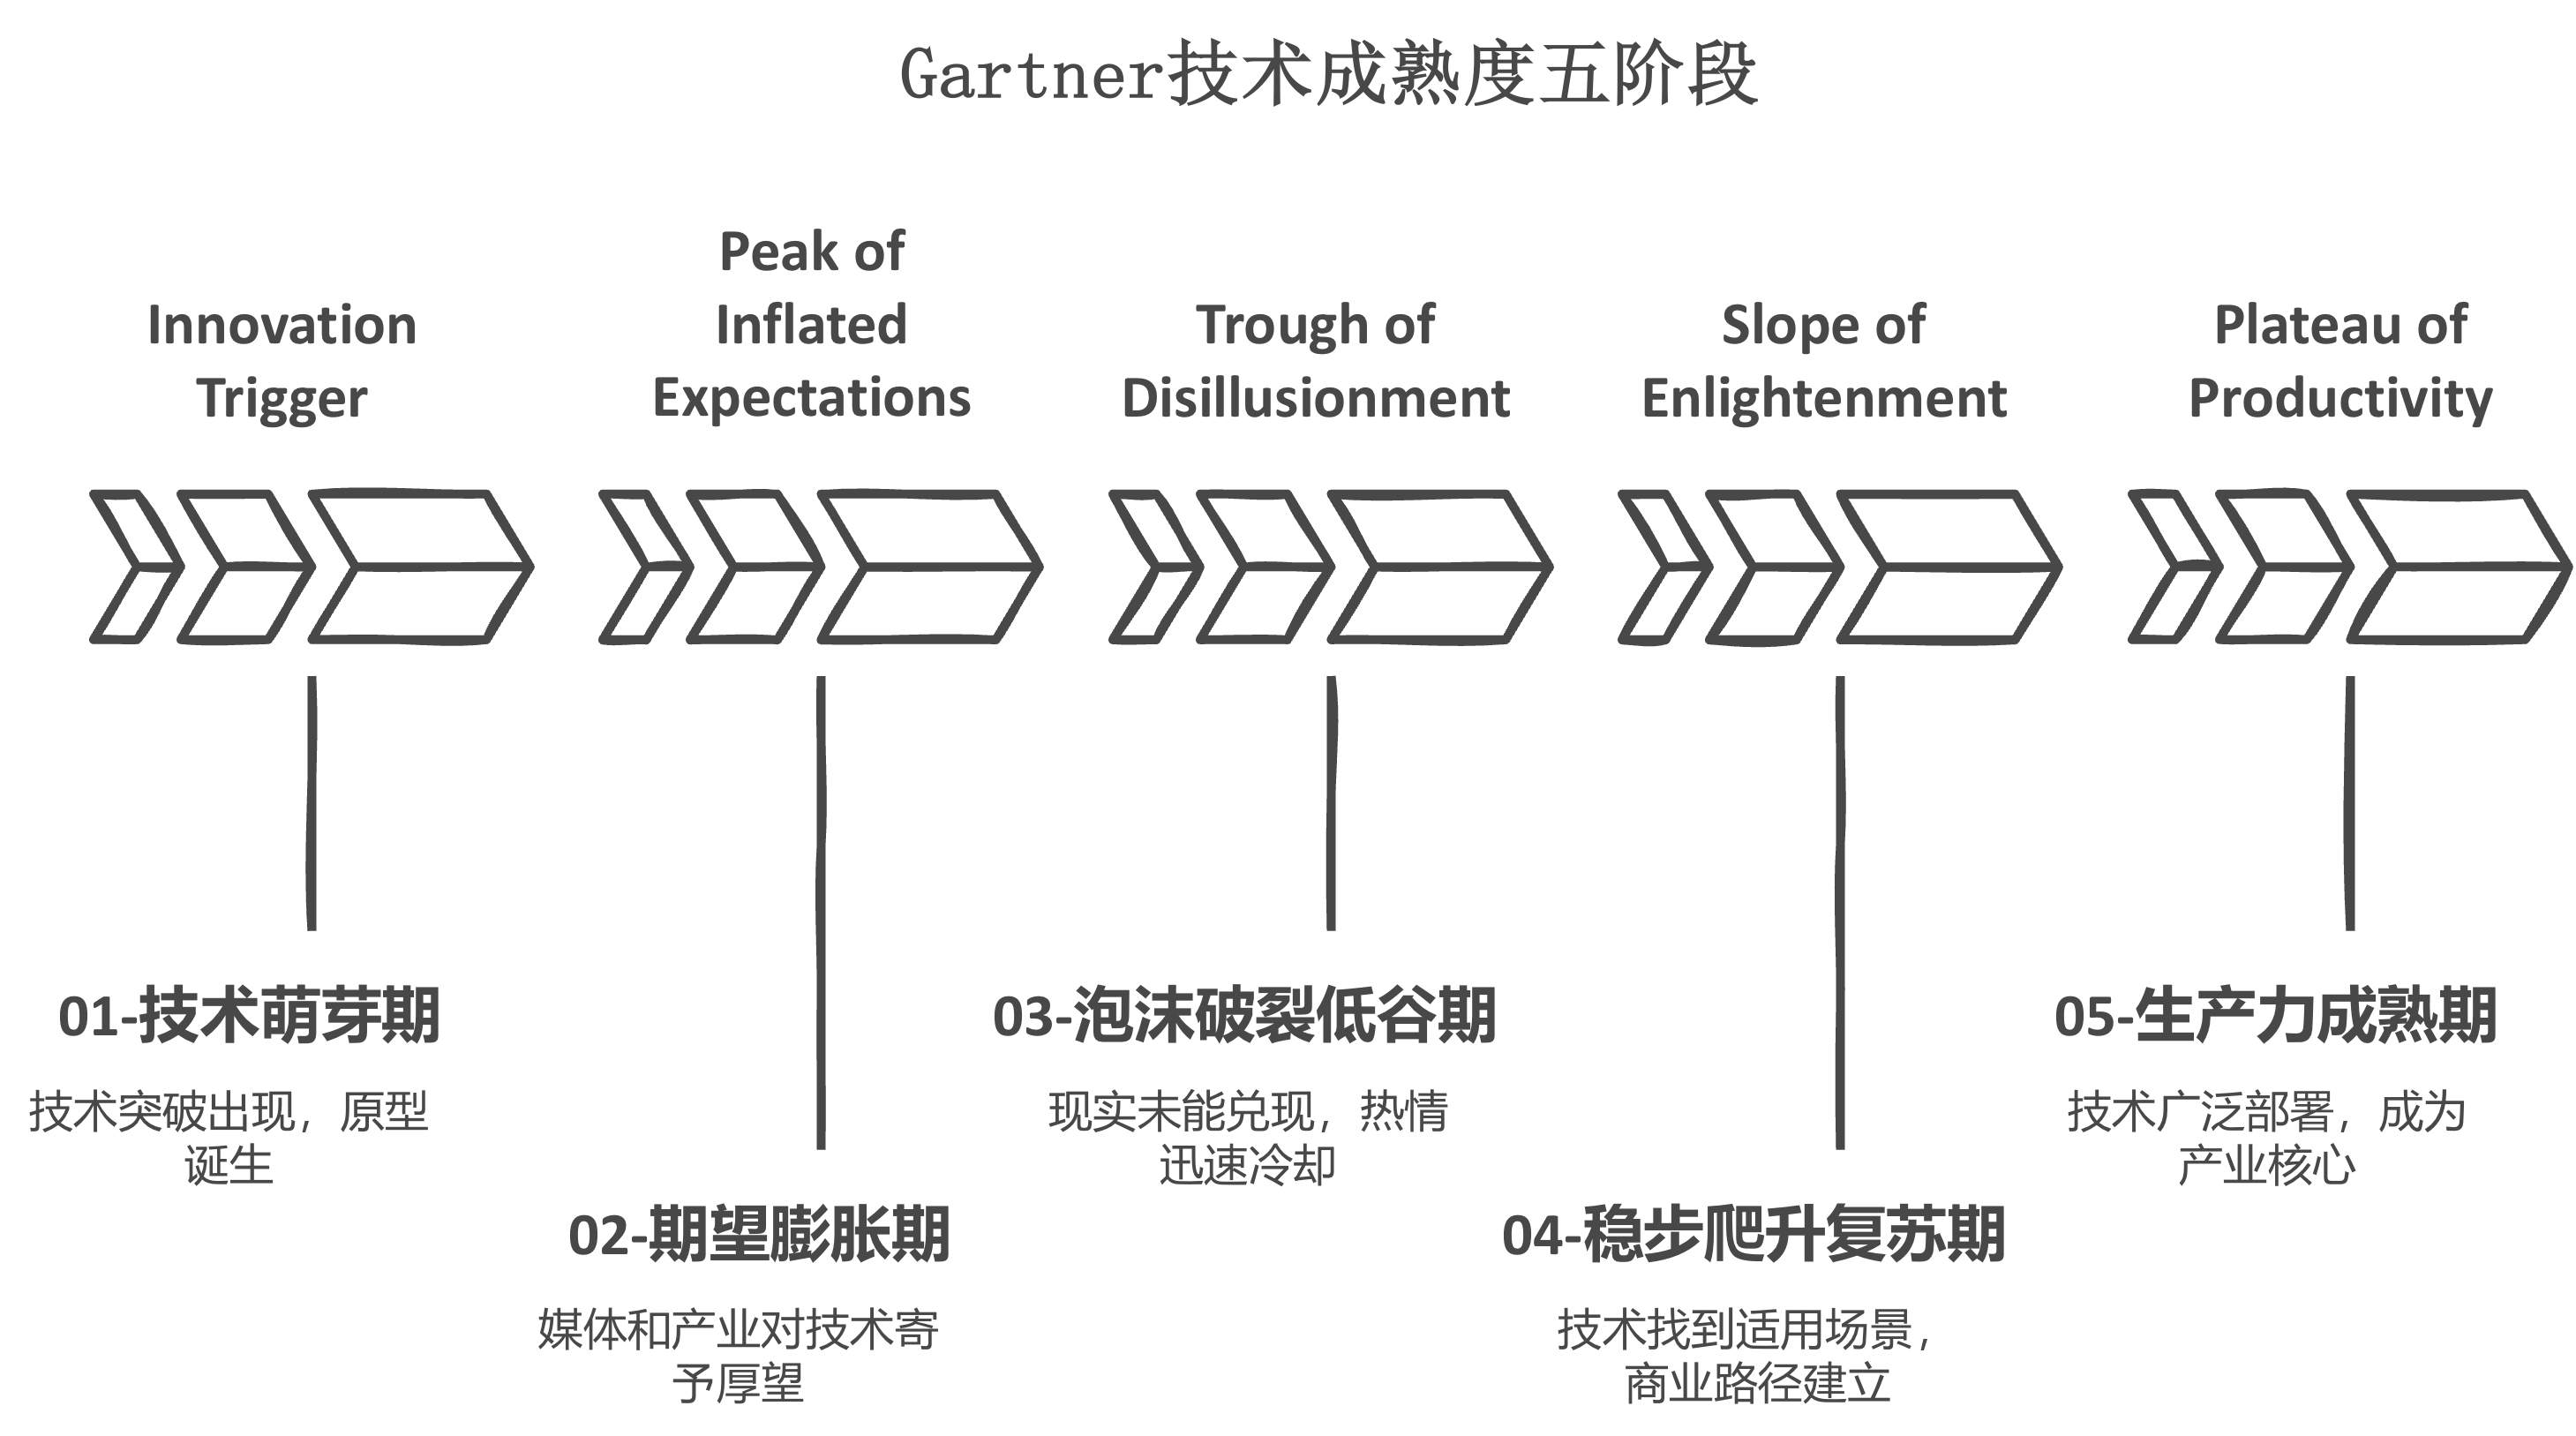 Gartner技术成熟度五阶段
Innovation
Trigger
Peak of
Inflated
Expectations
Trough of
Disillusionment
Slope of
Enlightenment
Plateau of
Productivity
01-技术萌芽期
技术突破出现，原型
诞生
02-期望膨胀期
媒体和产业对技术寄
予厚望
03-泡沫破裂低谷期
现实未能兑现，热情
迅速冷却
04-稳步爬升复苏期
技术找到适用场景，
商业路径建立
05-生产力成熟期
技术广泛部署，成为
产业核心